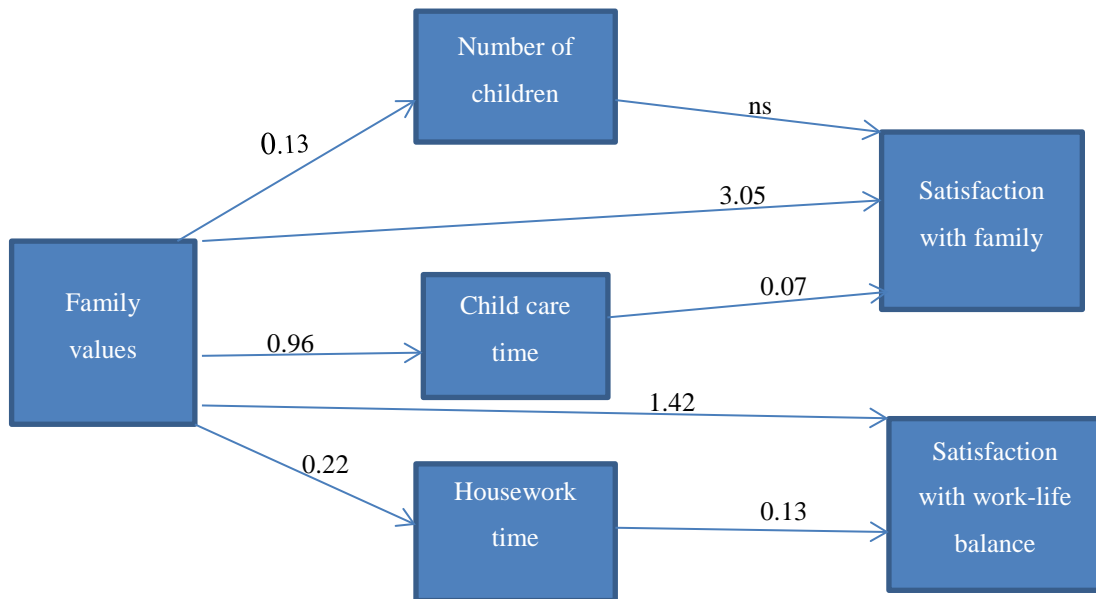 Number of
children
ns
0.13
Satisfaction
with family
3.05
Family
values
Child care
time
0.07
0.96
1.42
Satisfaction
with work-life
balance
0.22
Housework
time
0.13